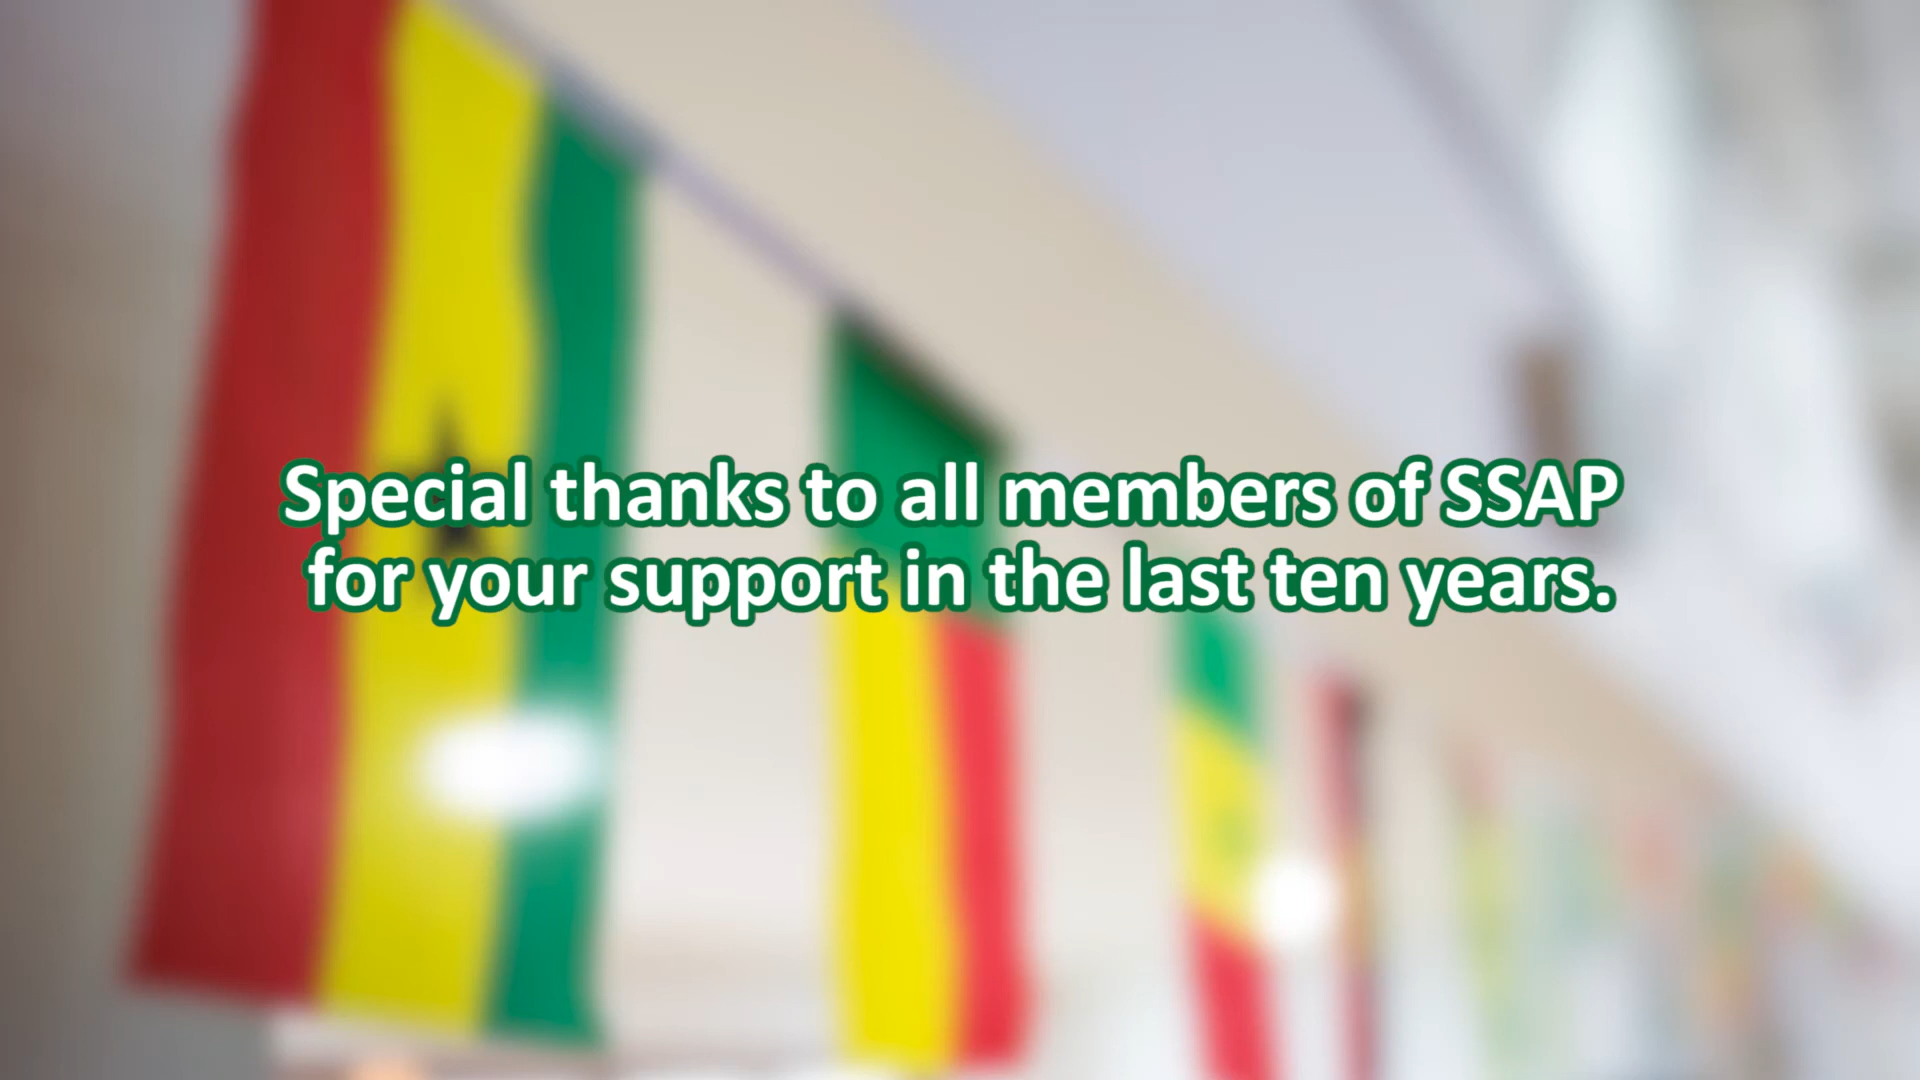 Special thanks to all members of SSAP
for your support in the last ten years.